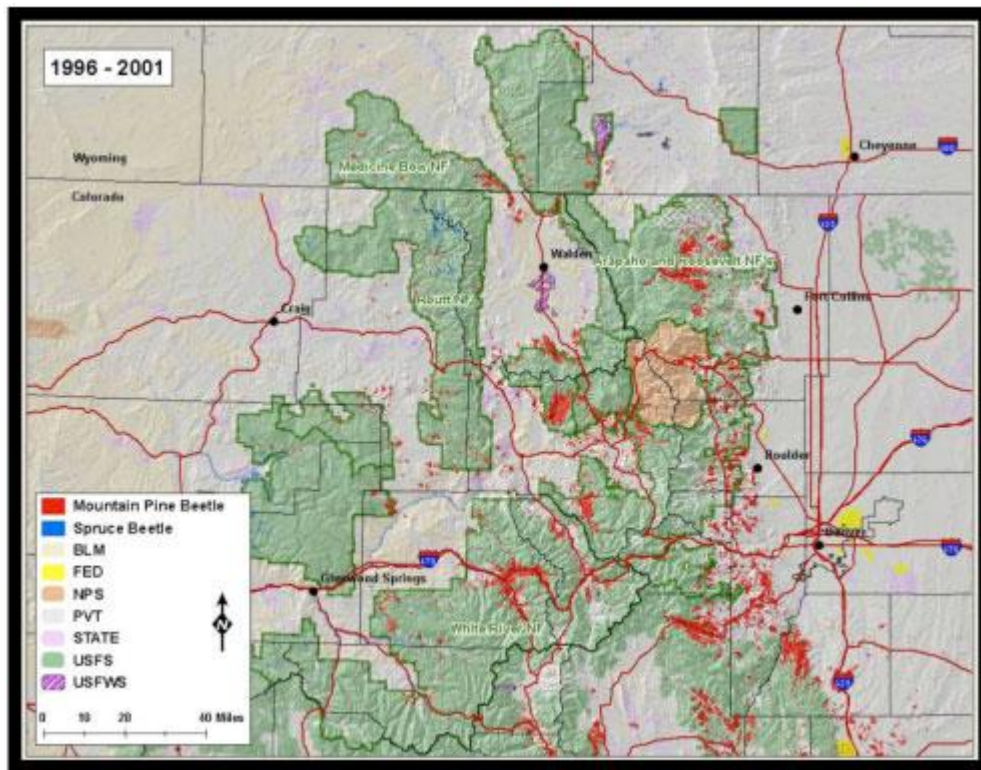 1996 - 2001
Wyoming
Colorado
Medicine Bow NF
Cheyenne
Walden
Arapaho and Roosevelt NF's
Routt NF
Craig
Fort Collins
Boulder
Denver
Glenwood Springs
White River NF
Mountain Pine Beetle
Spruce Beetle
BLM
FED
NPS
PVT
STATE
USFS
USFWS
N
0 10 20 40 Miles